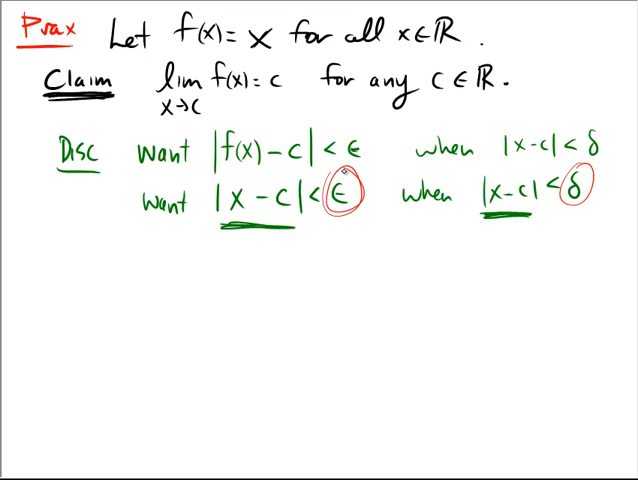 Prax Let f(x) = x for all x∈ℝ.
Claim lim f(x) = c for any c∈ℝ.
x→c
Disc want |f(x) - c| < ϵ when |x-c| < δ
want |x - c| < ϵ when |x-c| < δ